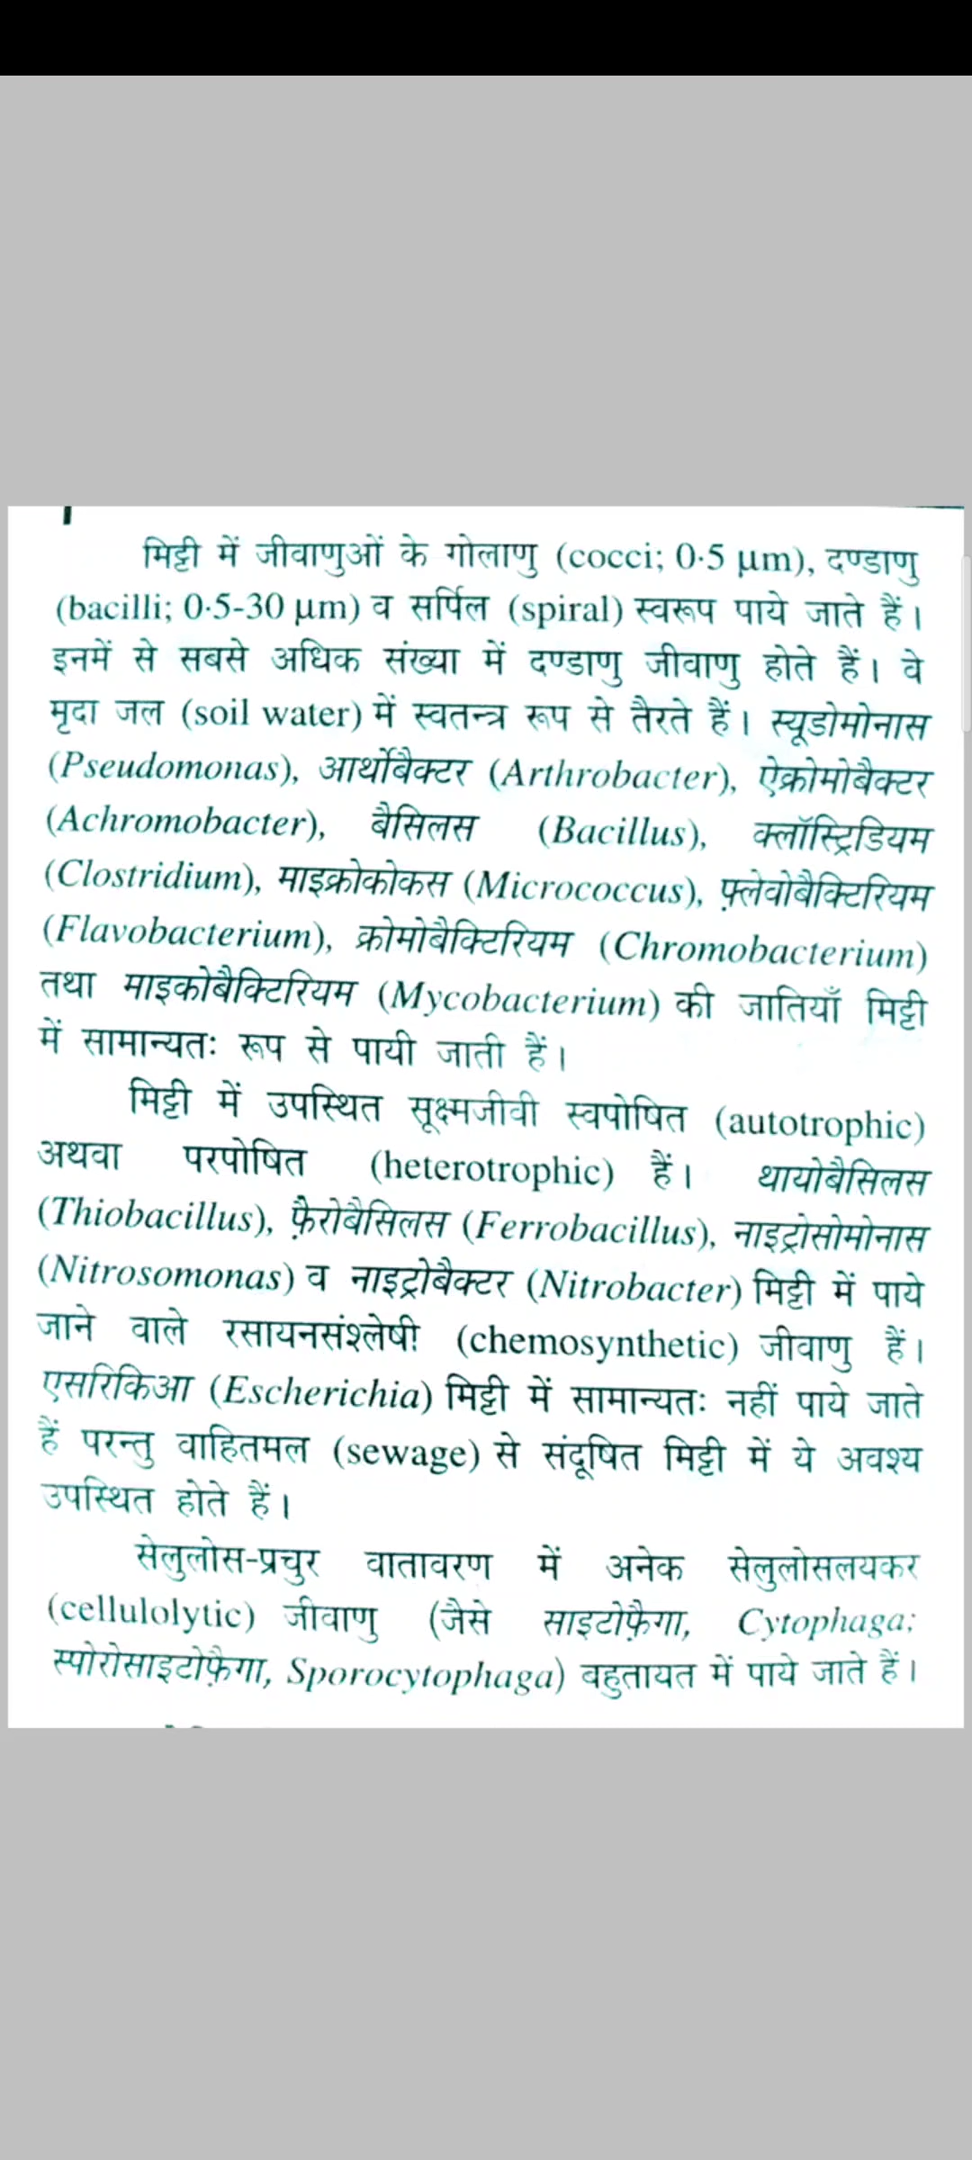 मिट्टी में जीवाणुओं के गोलाणु (cocci; 0·5 μm), दण्डाणु
(bacilli; 0·5-30 μm) व सर्पिल (spiral) स्वरूप पाये जाते हैं।
इनमें से सबसे अधिक संख्या में दण्डाणु जीवाणु होते हैं। वे
मृदा जल (soil water) में स्वतन्त्र रूप से तैरते हैं। स्यूडोमोनास
(Pseudomonas), आर्थोबैक्टर (Arthrobacter), ऐक्रोमोबैक्टर
(Achromobacter), बैसिलस (Bacillus), क्लॉस्ट्रिडियम
(Clostridium), माइक्रोकोकस (Micrococcus), फ़्लेवोबैक्टिरियम
(Flavobacterium), क्रोमोबैक्टिरियम (Chromobacterium)
तथा माइकोबैक्टिरियम (Mycobacterium) की जातियाँ मिट्टी
में सामान्यतः रूप से पायी जाती हैं।
मिट्टी में उपस्थित सूक्ष्मजीवी स्वपोषित (autotrophic)
अथवा परपोषित (heterotrophic) हैं। थायोबैसिलस
(Thiobacillus), फ़ैरोबैसिलस (Ferrobacillus), नाइट्रोसोमोनास
(Nitrosomonas) व नाइट्रोबैक्टर (Nitrobacter) मिट्टी में पाये
जाने वाले रसायनसंश्लेषी (chemosynthetic) जीवाणु हैं।
एसरिकिआ (Escherichia) मिट्टी में सामान्यतः नहीं पाये जाते
हैं परन्तु वाहितमल (sewage) से संदूषित मिट्टी में ये अवश्य
उपस्थित होते हैं।
सेलुलोस-प्रचुर वातावरण में अनेक सेलुलोसलयकर
(cellulolytic) जीवाणु (जैसे साइटोफ़ैगा, Cytophaga;
स्पोरोसाइटोफ़ैगा, Sporocytophaga) बहुतायत में पाये जाते हैं।